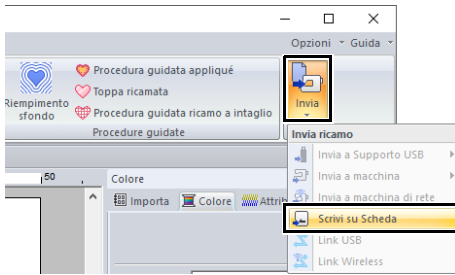 Opzioni Guida
Riempimento sfondo
Procedura guidata appliqué
Toppa ricamata
Procedura guidata ricamo a intaglio
Procedure guidate
Invia
Invia ricamo
Invia a Supporto USB
Invia a macchina
Invia a macchina di rete
Scrivi su Scheda
Link USB
Link Wireless
50
Colore
Importa Colore Attrib